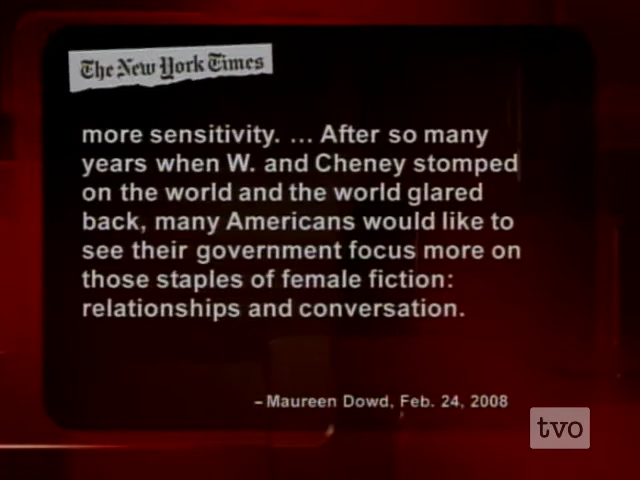 The New York Times
more sensitivity. ... After so many
years when W. and Cheney stomped
on the world and the world glared
back, many Americans would like to
see their government focus more on
those staples of female fiction:
relationships and conversation.
– Maureen Dowd, Feb. 24, 2008
tvo